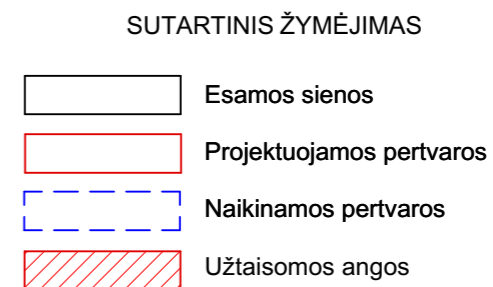 SUTARTINIS ŽYMĖJIMAS
Esamos sienos
Projektuojamos pertvaros
Naikinamos pertvaros
Užtaisomos angos